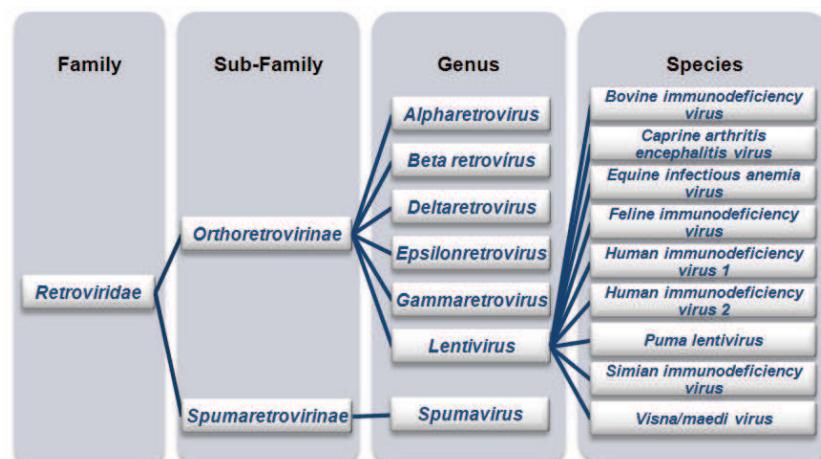 Family
Sub-Family
Genus
Species
Retroviridae
Orthoretrovirinae
Spumaretrovirinae
Alpharetrovirus
Beta retrovírus
Deltaretrovirus
Epsilonretrovirus
Gammaretrovirus
Lentivirus
Spumavirus
Bovine immunodeficiency
virus
Caprine arthritis
encephalitis virus
Equine infectious anemia
virus
Feline immunodeficiency
virus
Human immunodeficiency
virus 1
Human immunodeficiency
virus 2
Puma lentivirus
Simian immunodeficiency
virus
Visna/maedi virus